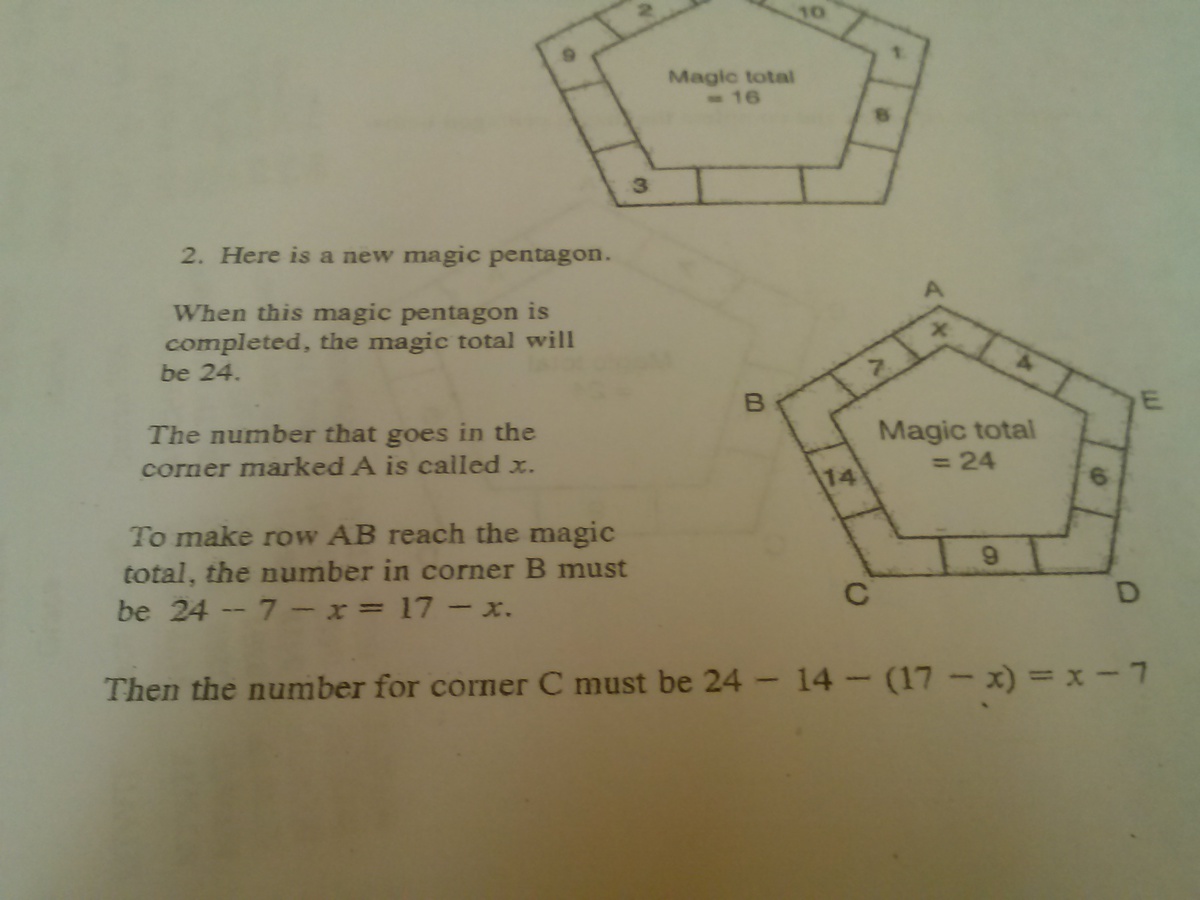 2
10
9
1
Magic total
= 16
8
3
2. Here is a new magic pentagon.
When this magic pentagon is
completed, the magic total will
be 24.
The number that goes in the
corner marked A is called x.
To make row AB reach the magic
total, the number in corner B must
be 24 -- 7 – x = 17 – x.
A
x
7
4
B
E
Magic total
= 24
14
6
9
C
D
Then the number for corner C must be 24 – 14 – (17 – x) = x – 7